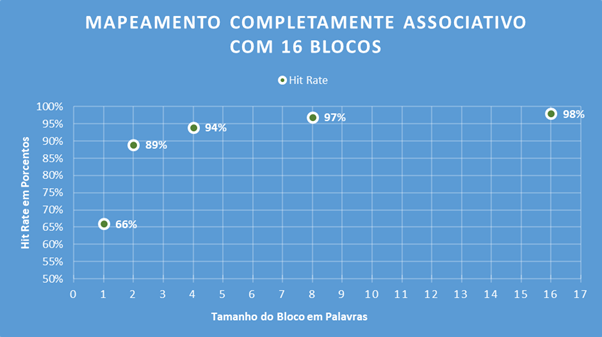 MAPEAMENTO COMPLETAMENTE ASSOCIATIVO
COM 16 BLOCOS
Hit Rate
100%
95%
90%
85%
80%
75%
70%
65%
60%
55%
50%
66%
89%
94%
97%
98%
Hit Rate em Porcentos
0 1 2 3 4 5 6 7 8 9 10 11 12 13 14 15 16 17
Tamanho do Bloco em Palavras